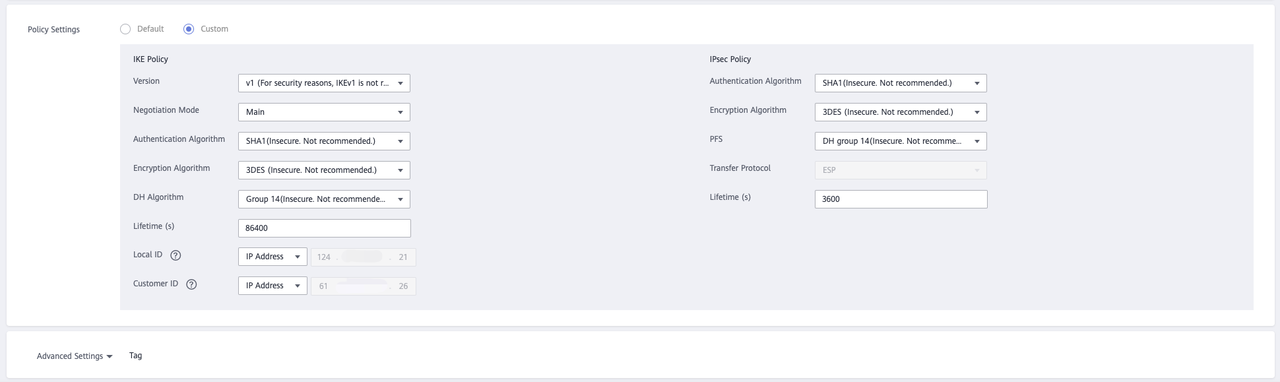 Policy Settings
Default
Custom
IKE Policy
Version
v1 (For security reasons, IKEv1 is not r...
Negotiation Mode
Main
Authentication Algorithm
SHA1(Insecure. Not recommended.)
Encryption Algorithm
3DES (Insecure. Not recommended.)
DH Algorithm
Group 14(Insecure. Not recommende...
Lifetime (s)
86400
Local ID
?
IP Address
124 . . 21
Customer ID
?
IP Address
61 . 26
IPsec Policy
Authentication Algorithm
SHA1(Insecure. Not recommended.)
Encryption Algorithm
3DES (Insecure. Not recommended.)
PFS
DH group 14(Insecure. Not recomme...
Transfer Protocol
ESP
Lifetime (s)
3600
Advanced Settings
Tag